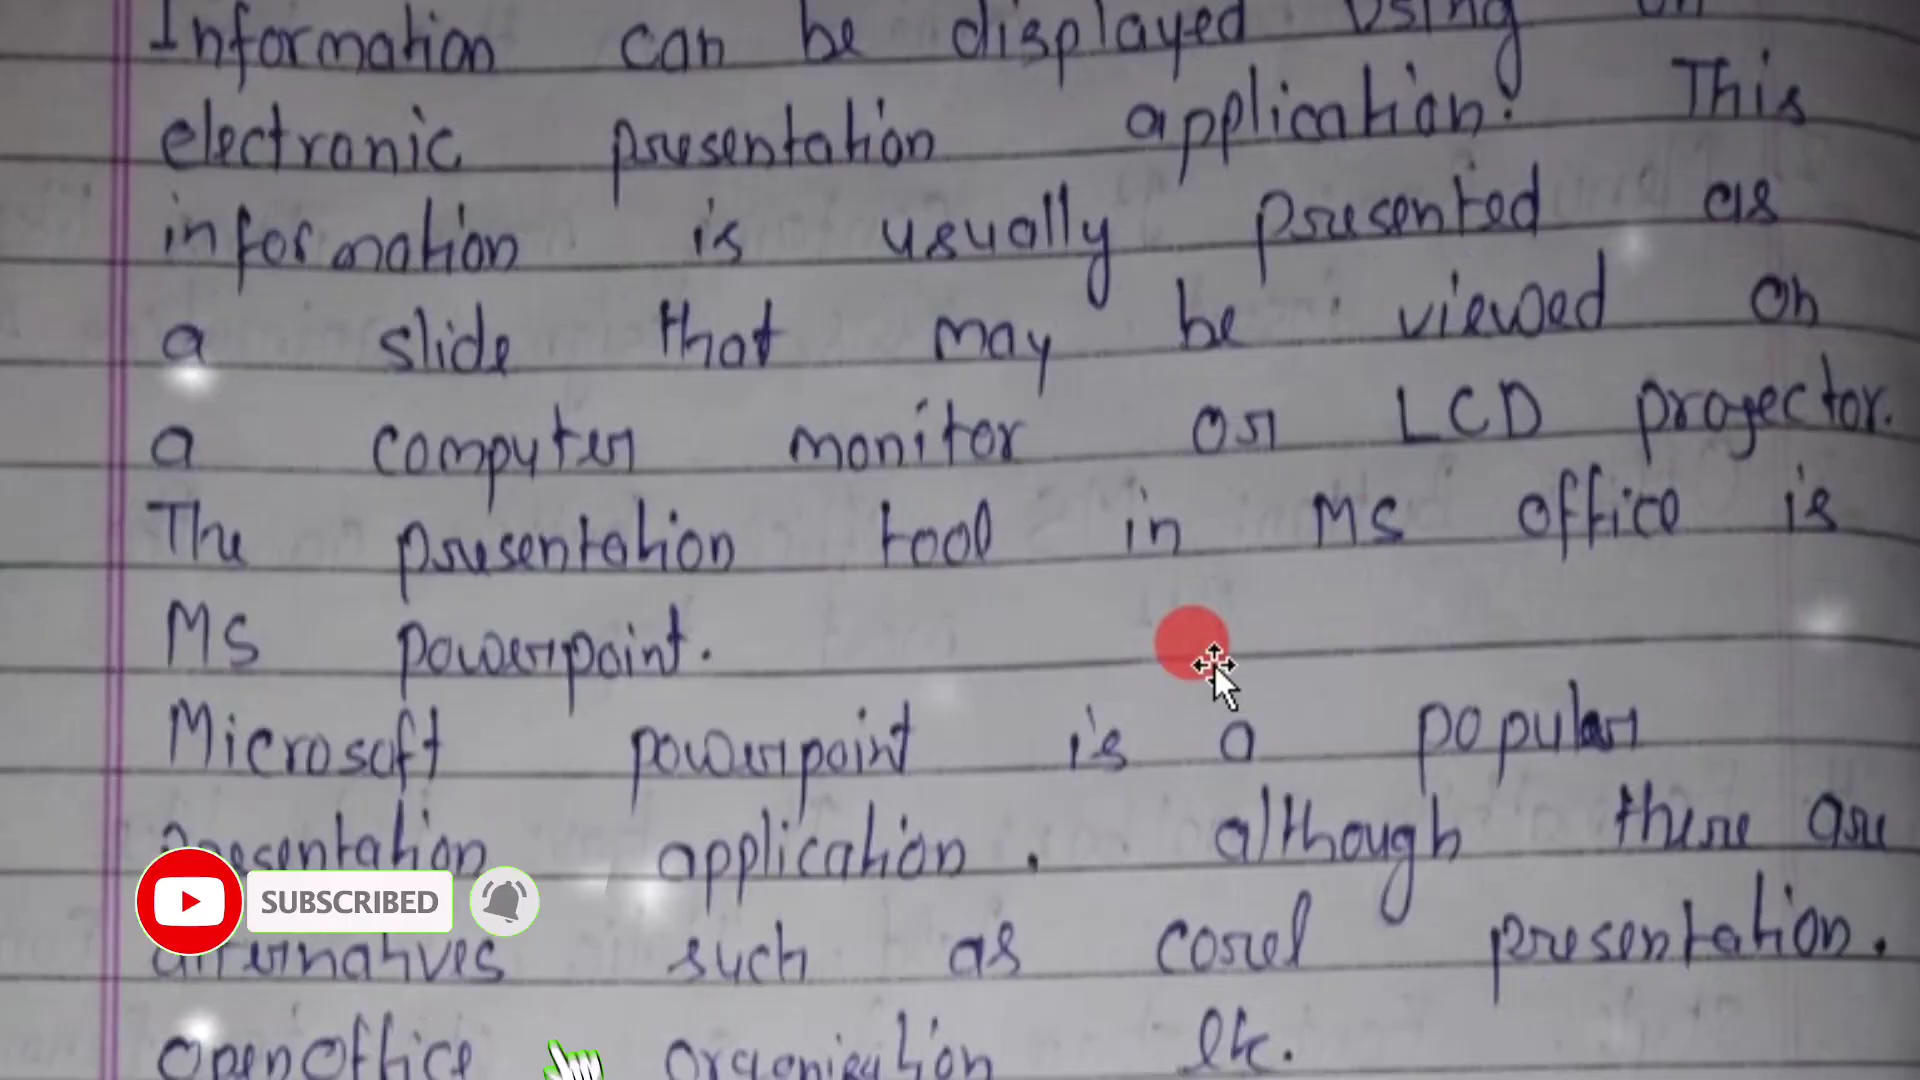 Information can be displayed using an
electronic presentation application. This
information is usually presented as
a slide that may be viewed on
a computer monitor or LCD projector.
The presentation tool in MS office is
MS powerpoint.
Microsoft powerpoint is a popular
presentation application. although there are
SUBSCRIBED
alternatives such as corel presentation.
openoffice organisation etc.